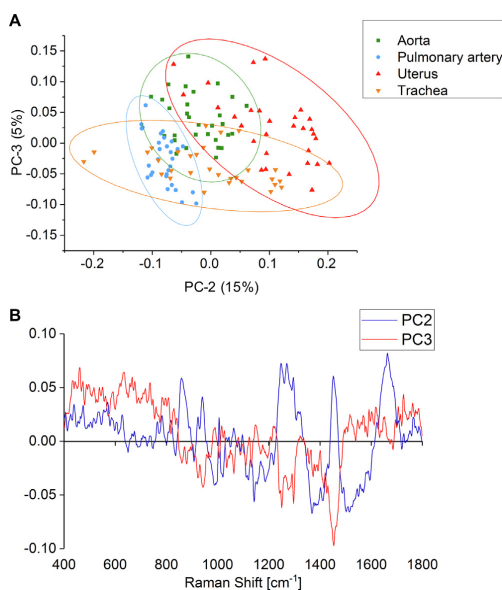 A
Aorta
Pulmonary artery
Uterus
Trachea
PC-3 (5%)
0.15
0.10
0.05
0.00
-0.05
-0.10
-0.15
-0.2 -0.1 0.0 0.1 0.2
PC-2 (15%)
B
PC2
PC3
0.10
0.05
0.00
-0.05
-0.10
400 600 800 1000 1200 1400 1600 1800
Raman Shift [cm-1]